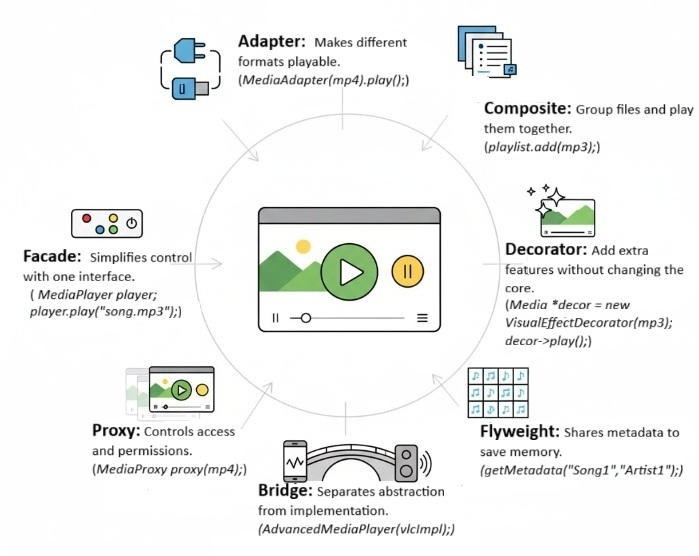 Adapter: Makes different
formats playable.
(MediaAdapter(mp4).play();)
Composite: Group files and play
them together.
(playlist.add(mp3);)
Facade: Simplifies control
with one interface.
( MediaPlayer player;
player.play("song.mp3");)
Decorator: Add extra
features without changing the
core.
(Media *decor = new
VisualEffectDecorator(mp3);
decor->play();)
Proxy: Controls access
and permissions.
(MediaProxy proxy(mp4);)
Flyweight: Shares metadata to
save memory.
(getMetadata("Song1","Artist1");)
Bridge: Separates abstraction
from implementation.
(AdvancedMediaPlayer(vlcImpl);)